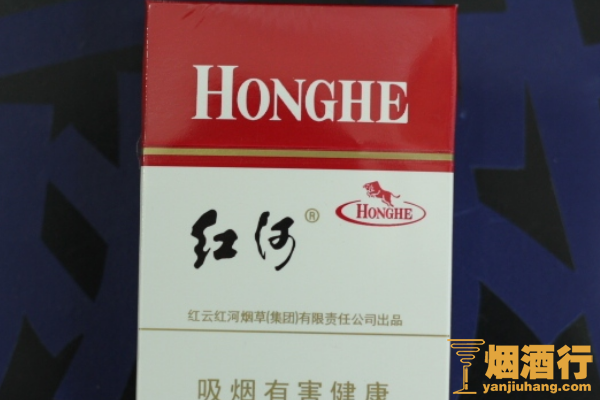 HONGHE
红河®
HONGHE
红云红河烟草(集团)有限责任公司出品
吸烟有害健康
烟酒行
yanjiuhang.com